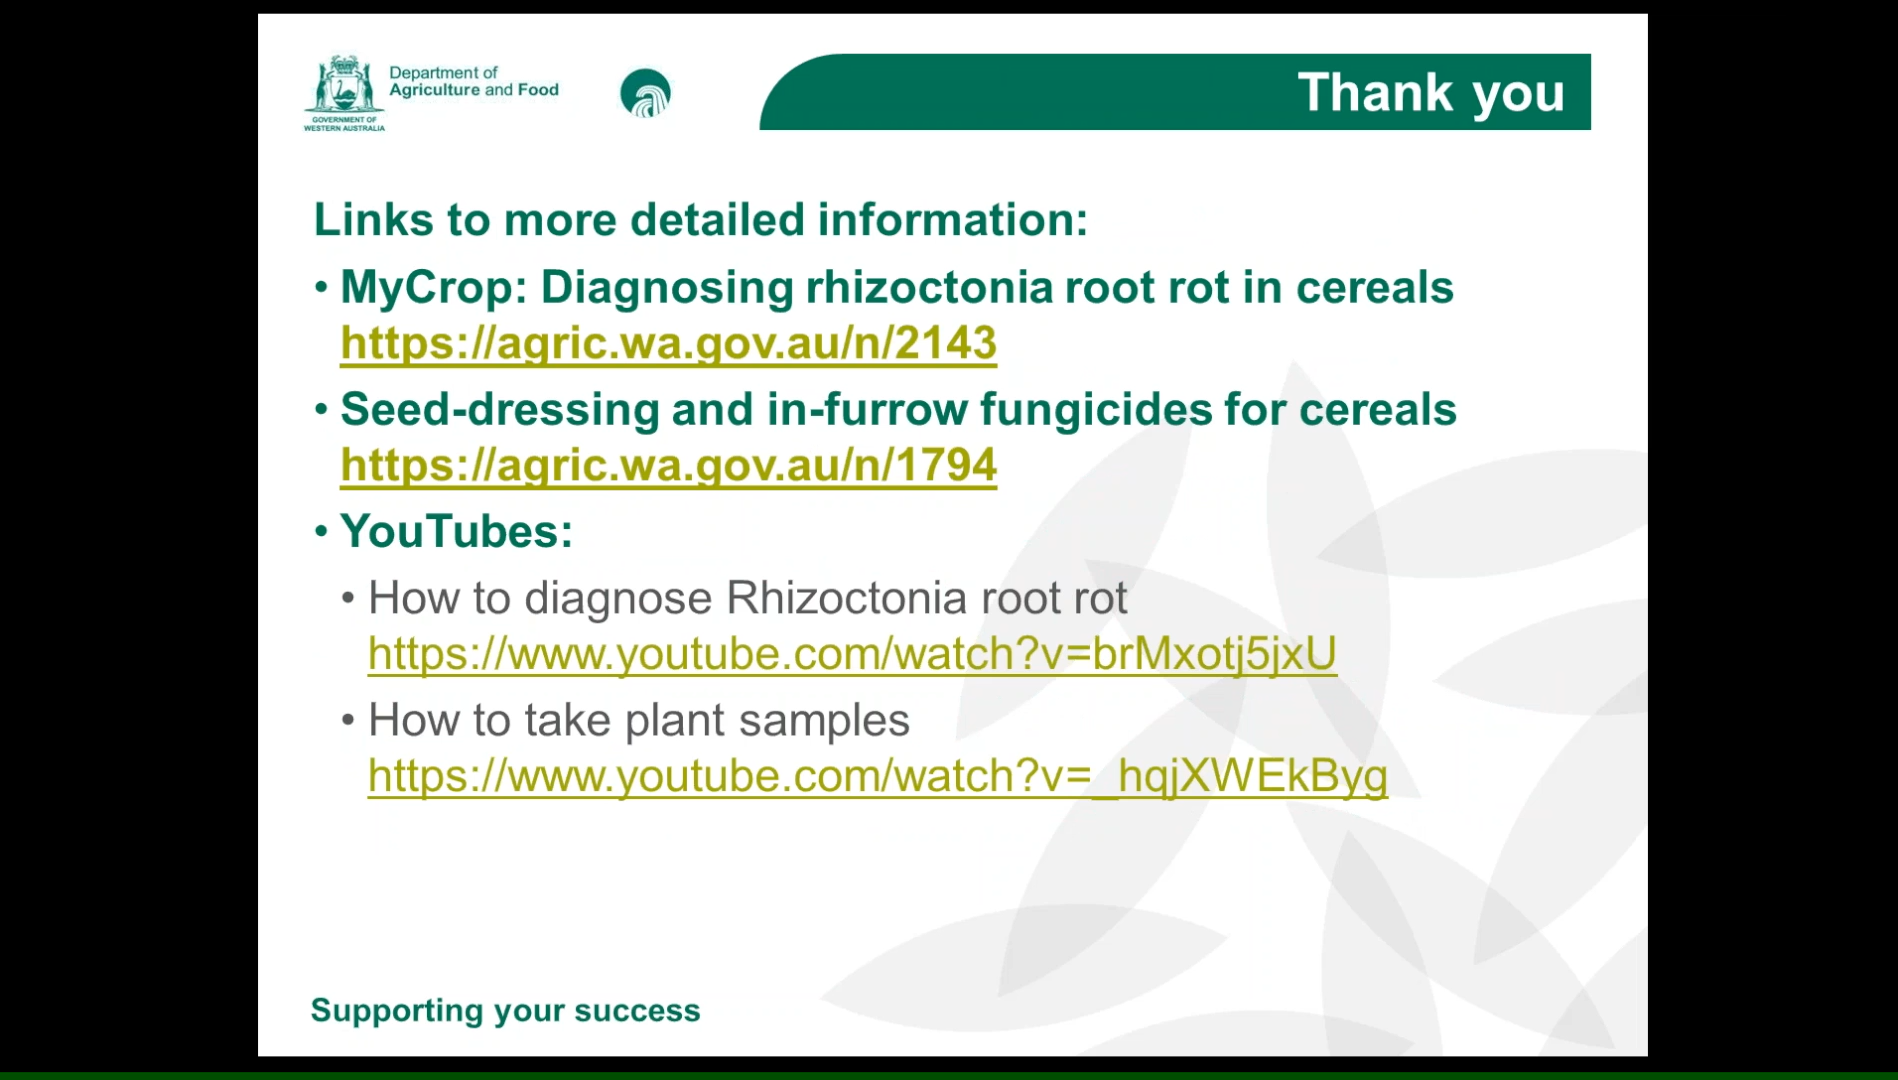 Department of
Agriculture and Food
GOVERNMENT OF
WESTERN AUSTRALIA
Thank you
Links to more detailed information:
• MyCrop: Diagnosing rhizoctonia root rot in cereals
https://agric.wa.gov.au/n/2143
• Seed-dressing and in-furrow fungicides for cereals
https://agric.wa.gov.au/n/1794
• YouTubes:
• How to diagnose Rhizoctonia root rot
https://www.youtube.com/watch?v=brMxotj5jxU
• How to take plant samples
https://www.youtube.com/watch?v=_hqjXWEkByg
Supporting your success